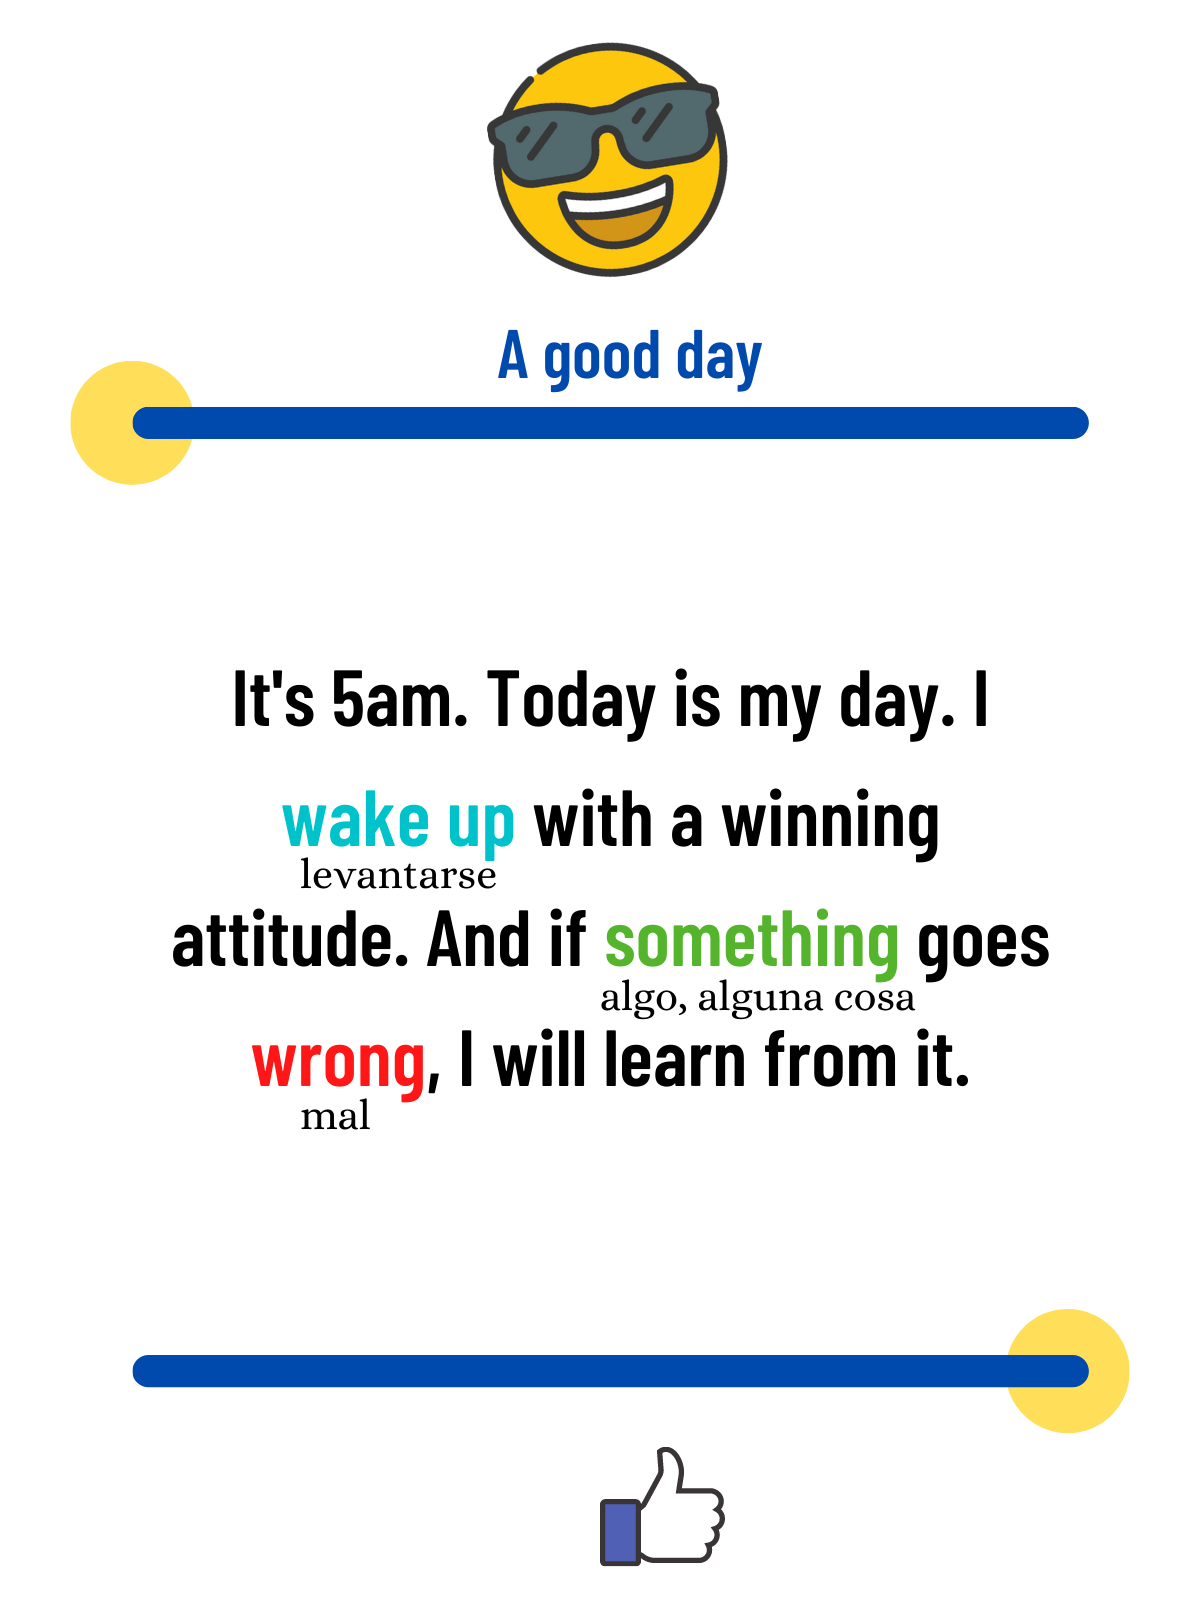 A good day
It's 5am. Today is my day. I
wake up with a winning
levantarse
attitude. And if something goes
algo, alguna cosa
wrong, I will learn from it.
mal